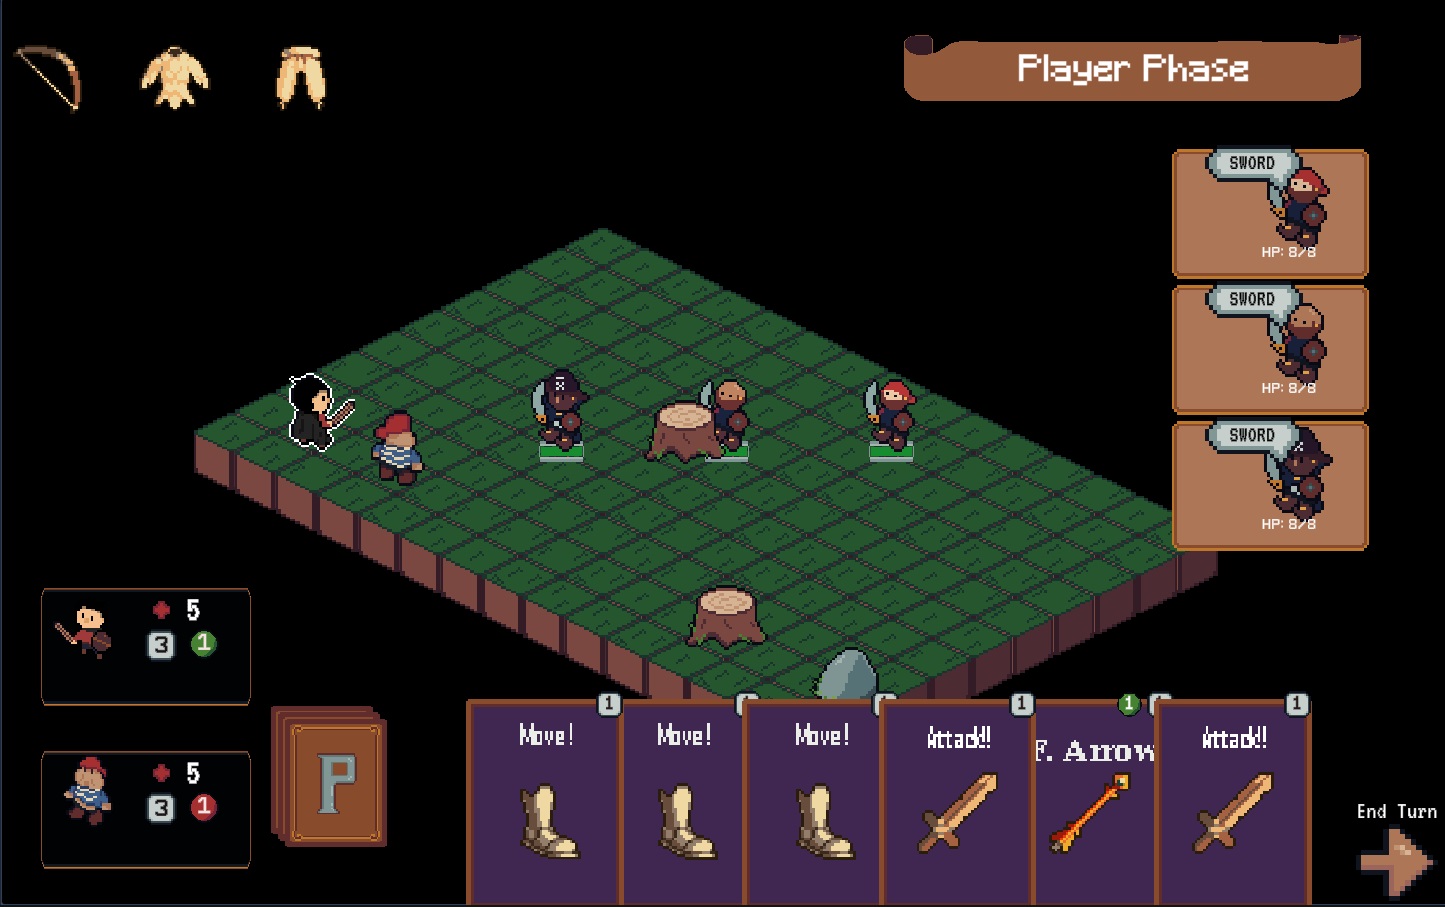 Player Phase
SWORD
HP: 8/8
SWORD
HP: 8/8
SWORD
HP: 8/8
5
3 1
5
3 1
P
1 1 1 1
Move! Move! Move! Attack!! F. Arrow Attack!!
End Turn